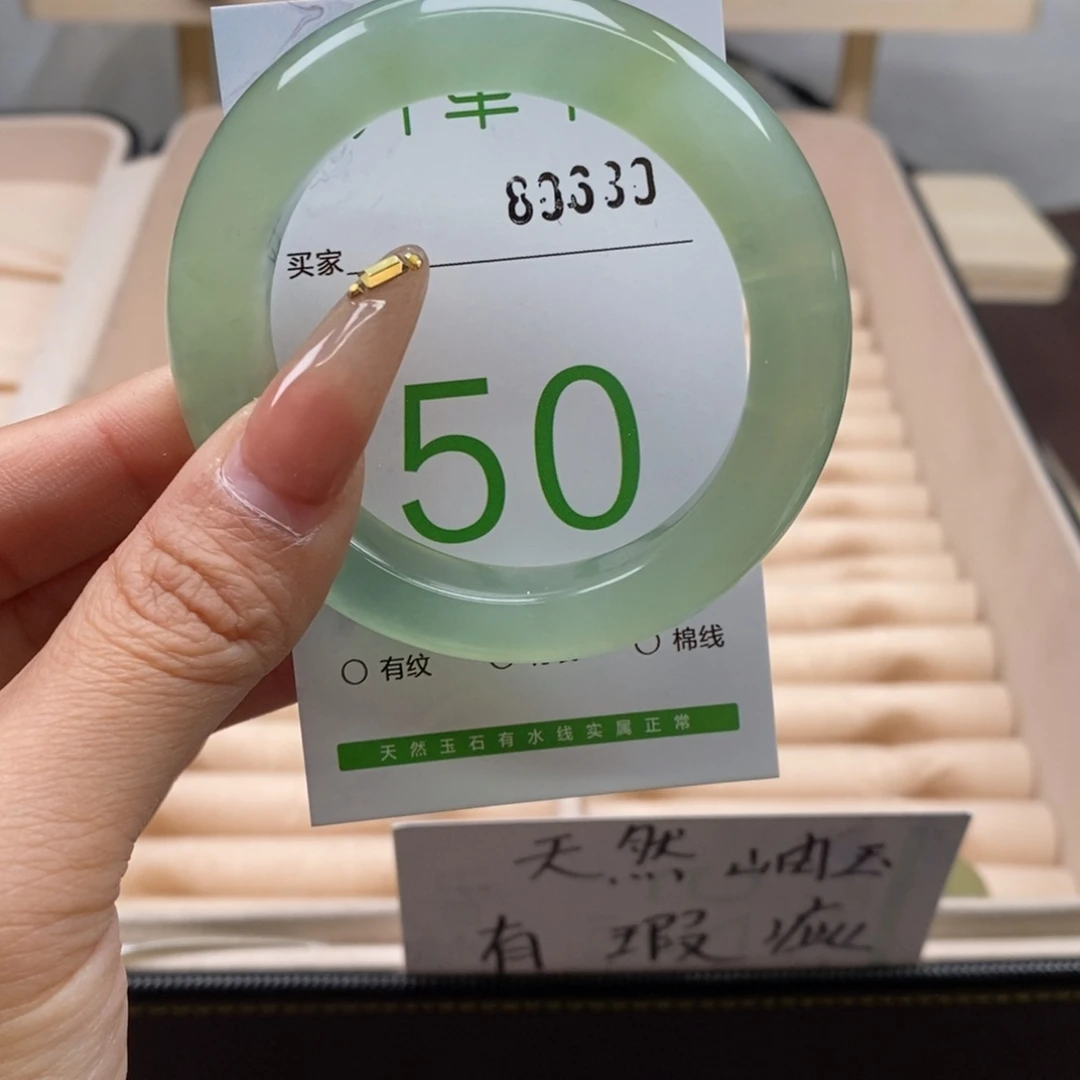 80630
买家
50
有纹
棉线
天然玉石有水线实属正常
天然岫玉
有瑕疵